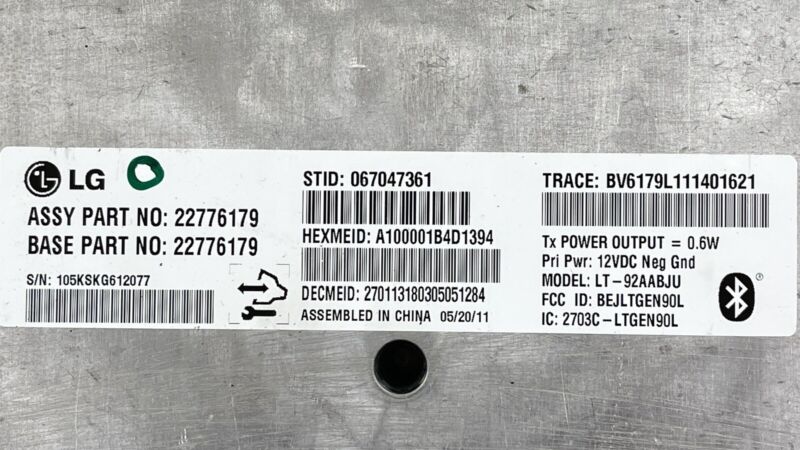 LG
ASSY PART NO: 22776179
BASE PART NO: 22776179
S/N: 105KSKG612077
STID: 067047361
HEXMEID: A100001B4D1394
DECMEID: 270113180305051284
ASSEMBLED IN CHINA 05/20/11
TRACE: BV6179L111401621
Tx POWER OUTPUT = 0.6W
Pri Pwr: 12VDC Neg Gnd
MODEL: LT-92AABJU
FCC ID: BEJLTGEN90L
IC: 2703C-LTGEN90L